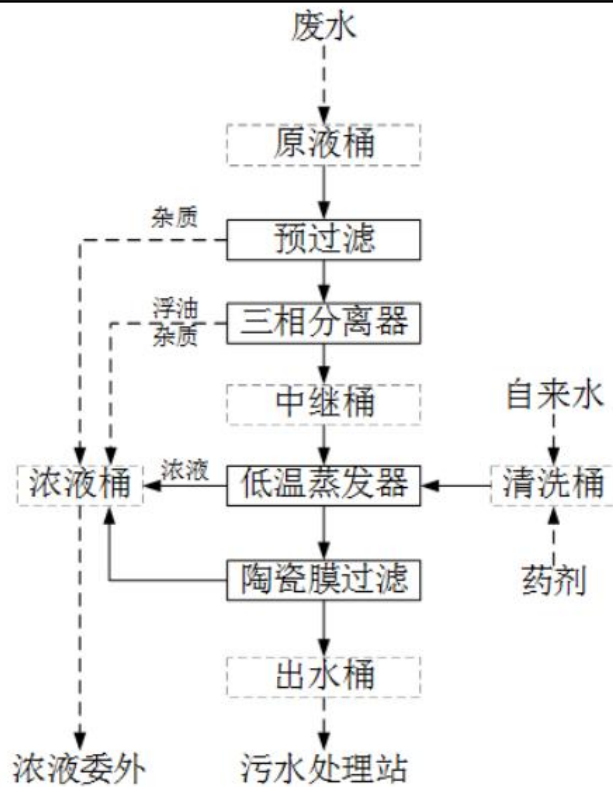 废水
原液桶
杂质
预过滤
浮油
杂质
三相分离器
中继桶
自来水
浓液桶
浓液
低温蒸发器
清洗桶
陶瓷膜过滤
药剂
出水桶
浓液委外
污水处理站